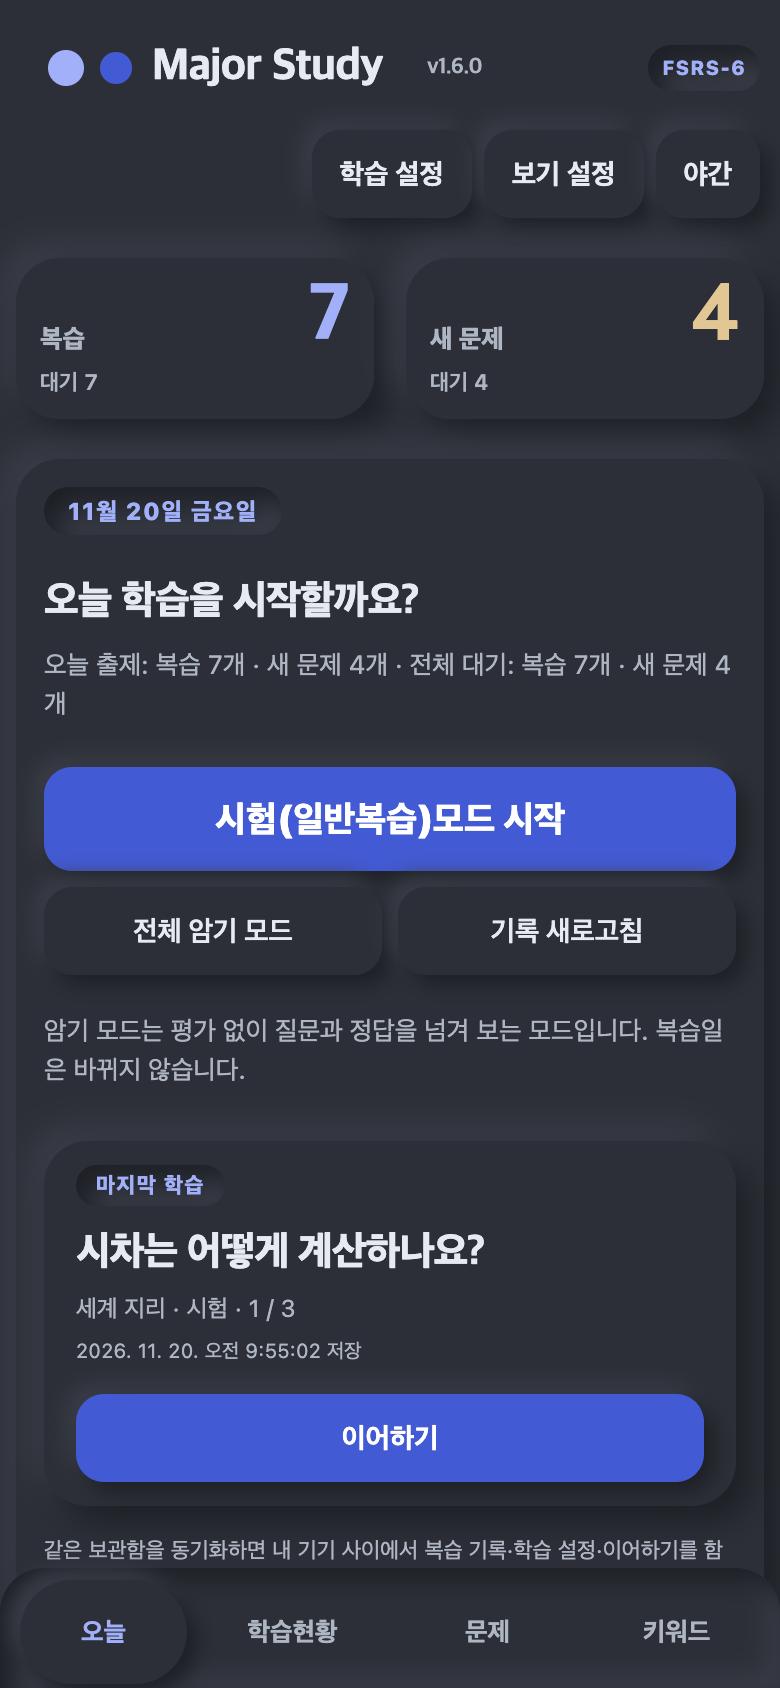 Major Study v1.6.0 FSRS-6
학습 설정 보기 설정 야간
복습 7
대기 7
새 문제 4
대기 4
11월 20일 금요일
오늘 학습을 시작할까요?
오늘 출제: 복습 7개 · 새 문제 4개 · 전체 대기: 복습 7개 · 새 문제 4
개
시험(일반복습)모드 시작
전체 암기 모드 기록 새로고침
암기 모드는 평가 없이 질문과 정답을 넘겨 보는 모드입니다. 복습일
은 바뀌지 않습니다.
마지막 학습
시차는 어떻게 계산하나요?
세계 지리 · 시험 · 1 / 3
2026. 11. 20. 오전 9:55:02 저장
이어하기
같은 보관함을 동기화하면 내 기기 사이에서 복습 기록·학습 설정·이어하기를 함
오늘 학습현황 문제 키워드